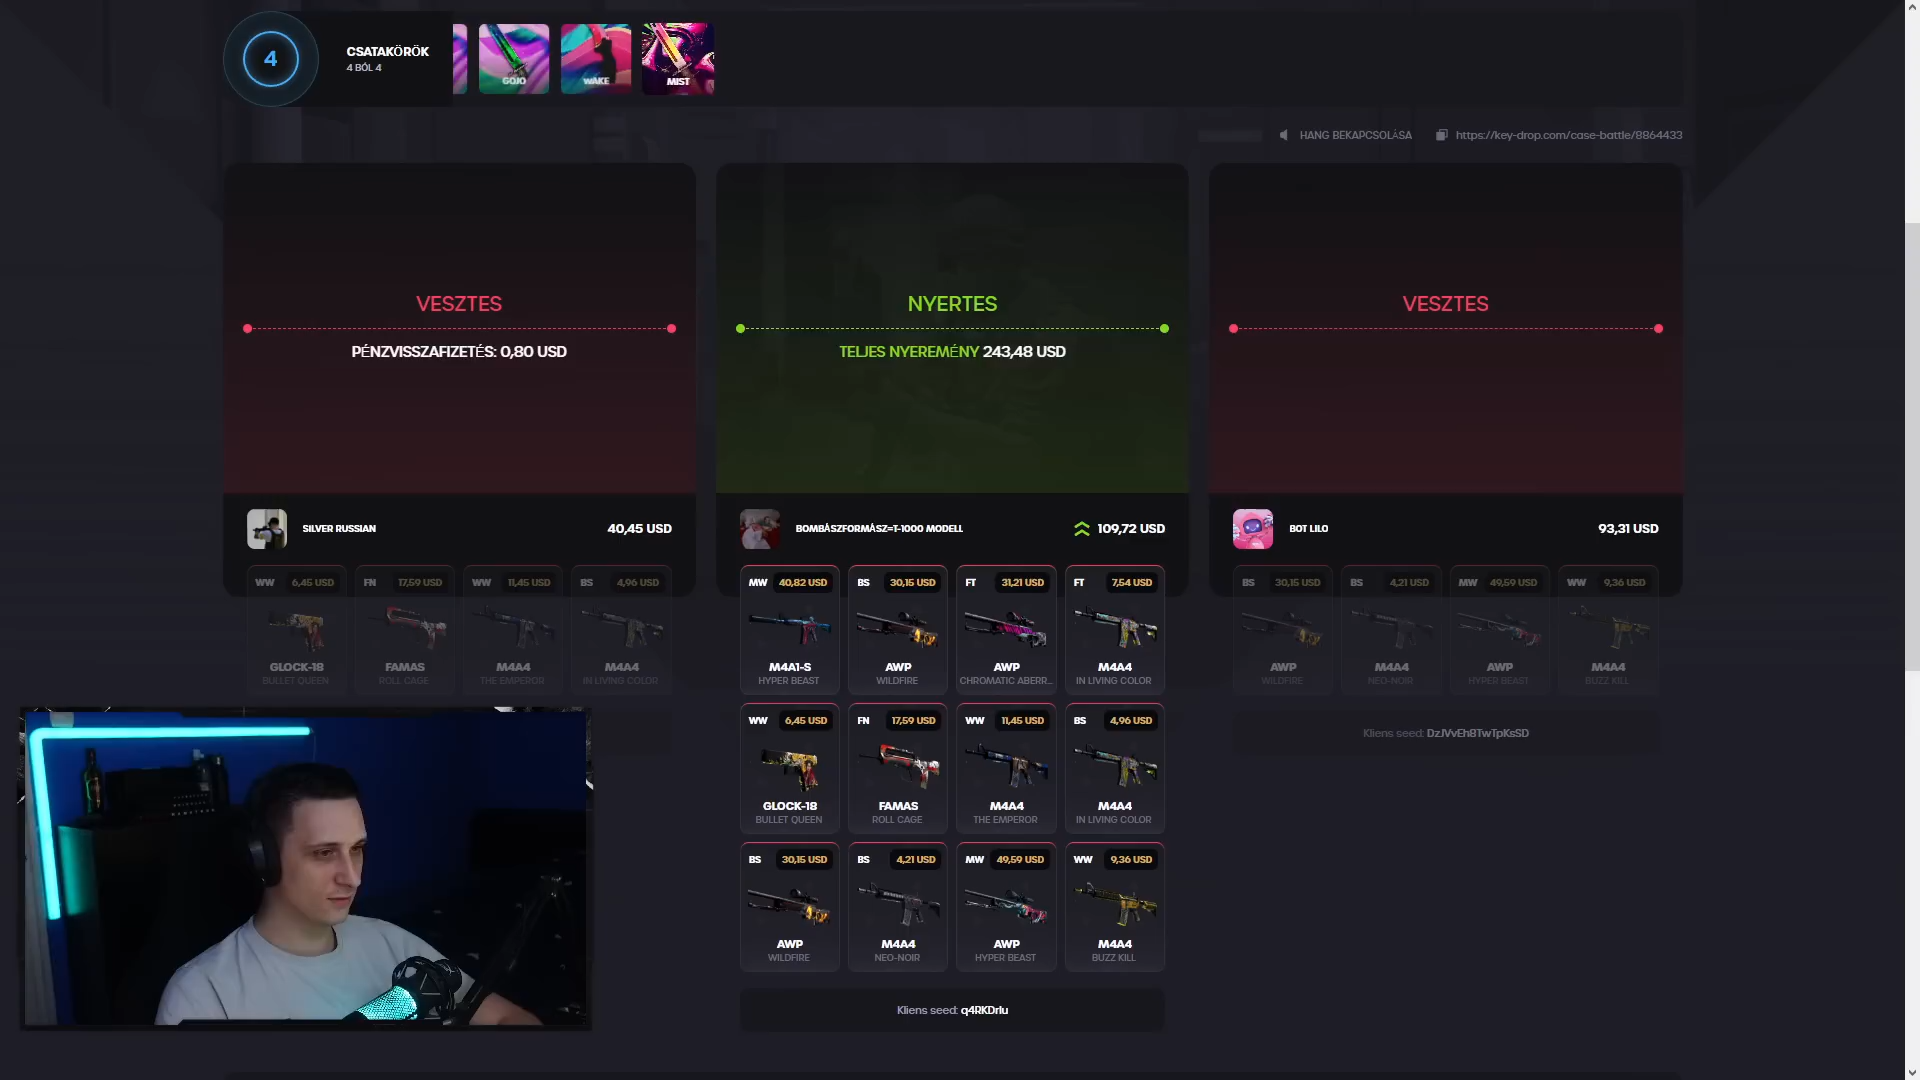 4
CSATAKÖRÖK
4 BÓL 4
GOJO
WAKE
MIST
HANG BEKAPCSOLÁSA
https://key-drop.com/case-battle/8864433
VESZTES
PÉNZVISSZAFIZETÉS: 0,80 USD
NYERTES
TELJES NYEREMÉNY 243,48 USD
VESZTES
SILVER RUSSIAN
40,45 USD
BOMBÁSZFORMÁSZ=T-1000 MODELL
109,72 USD
BOT LILO
93,31 USD
WW 6,45 USD
GLOCK-18
BULLET QUEEN
FN 17,59 USD
FAMAS
ROLL CAGE
WW 11,45 USD
M4A4
THE EMPEROR
BS 4,96 USD
M4A4
IN LIVING COLOR
MW 40,82 USD
M4A1-S
HYPER BEAST
BS 30,15 USD
AWP
WILDFIRE
FT 31,21 USD
AWP
CHROMATIC ABERR...
FT 7,54 USD
M4A4
IN LIVING COLOR
BS 30,15 USD
AWP
WILDFIRE
BS 4,21 USD
M4A4
NEO-NOIR
MW 49,59 USD
AWP
HYPER BEAST
WW 9,36 USD
M4A4
BUZZ KILL
WW 6,45 USD
GLOCK-18
BULLET QUEEN
FN 17,59 USD
FAMAS
ROLL CAGE
WW 11,45 USD
M4A4
THE EMPEROR
BS 4,96 USD
M4A4
IN LIVING COLOR
Kliens seed: DzJVvEh8TwTpKsSD
BS 30,15 USD
AWP
WILDFIRE
BS 4,21 USD
M4A4
NEO-NOIR
MW 49,59 USD
AWP
HYPER BEAST
WW 9,36 USD
M4A4
BUZZ KILL
Kliens seed: q4RKDrlu